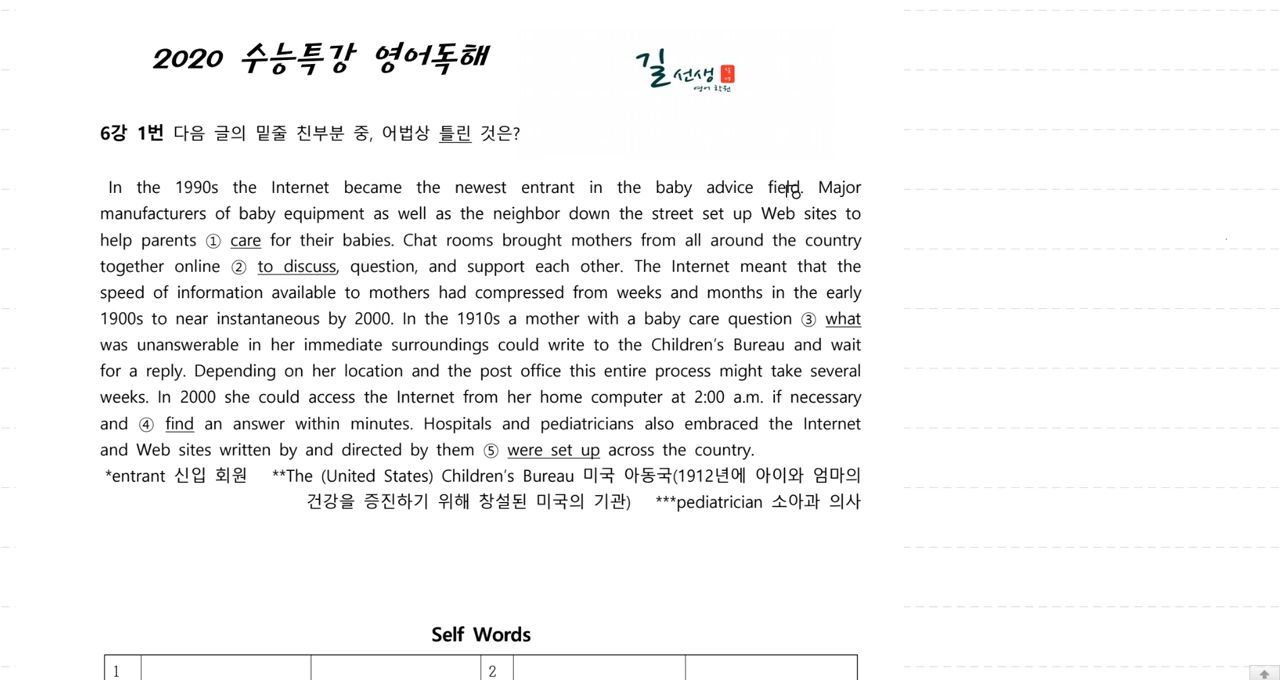 2020 수능특강 영어독해
길 선생
영어 학원
6강 1번 다음 글의 밑줄 친부분 중, 어법상 틀린 것은?
In the 1990s the Internet became the newest entrant in the baby advice field. Major
manufacturers of baby equipment as well as the neighbor down the street set up Web sites to
help parents ① care for their babies. Chat rooms brought mothers from all around the country
together online ② to discuss, question, and support each other. The Internet meant that the
speed of information available to mothers had compressed from weeks and months in the early
1900s to near instantaneous by 2000. In the 1910s a mother with a baby care question ③ what
was unanswerable in her immediate surroundings could write to the Children's Bureau and wait
for a reply. Depending on her location and the post office this entire process might take several
weeks. In 2000 she could access the Internet from her home computer at 2:00 a.m. if necessary
and ④ find an answer within minutes. Hospitals and pediatricians also embraced the Internet
and Web sites written by and directed by them ⑤ were set up across the country.
*entrant 신입 회원 **The (United States) Children's Bureau 미국 아동국(1912년에 아이와 엄마의
건강을 증진하기 위해 창설된 미국의 기관) ***pediatrician 소아과 의사
Self Words
1 2